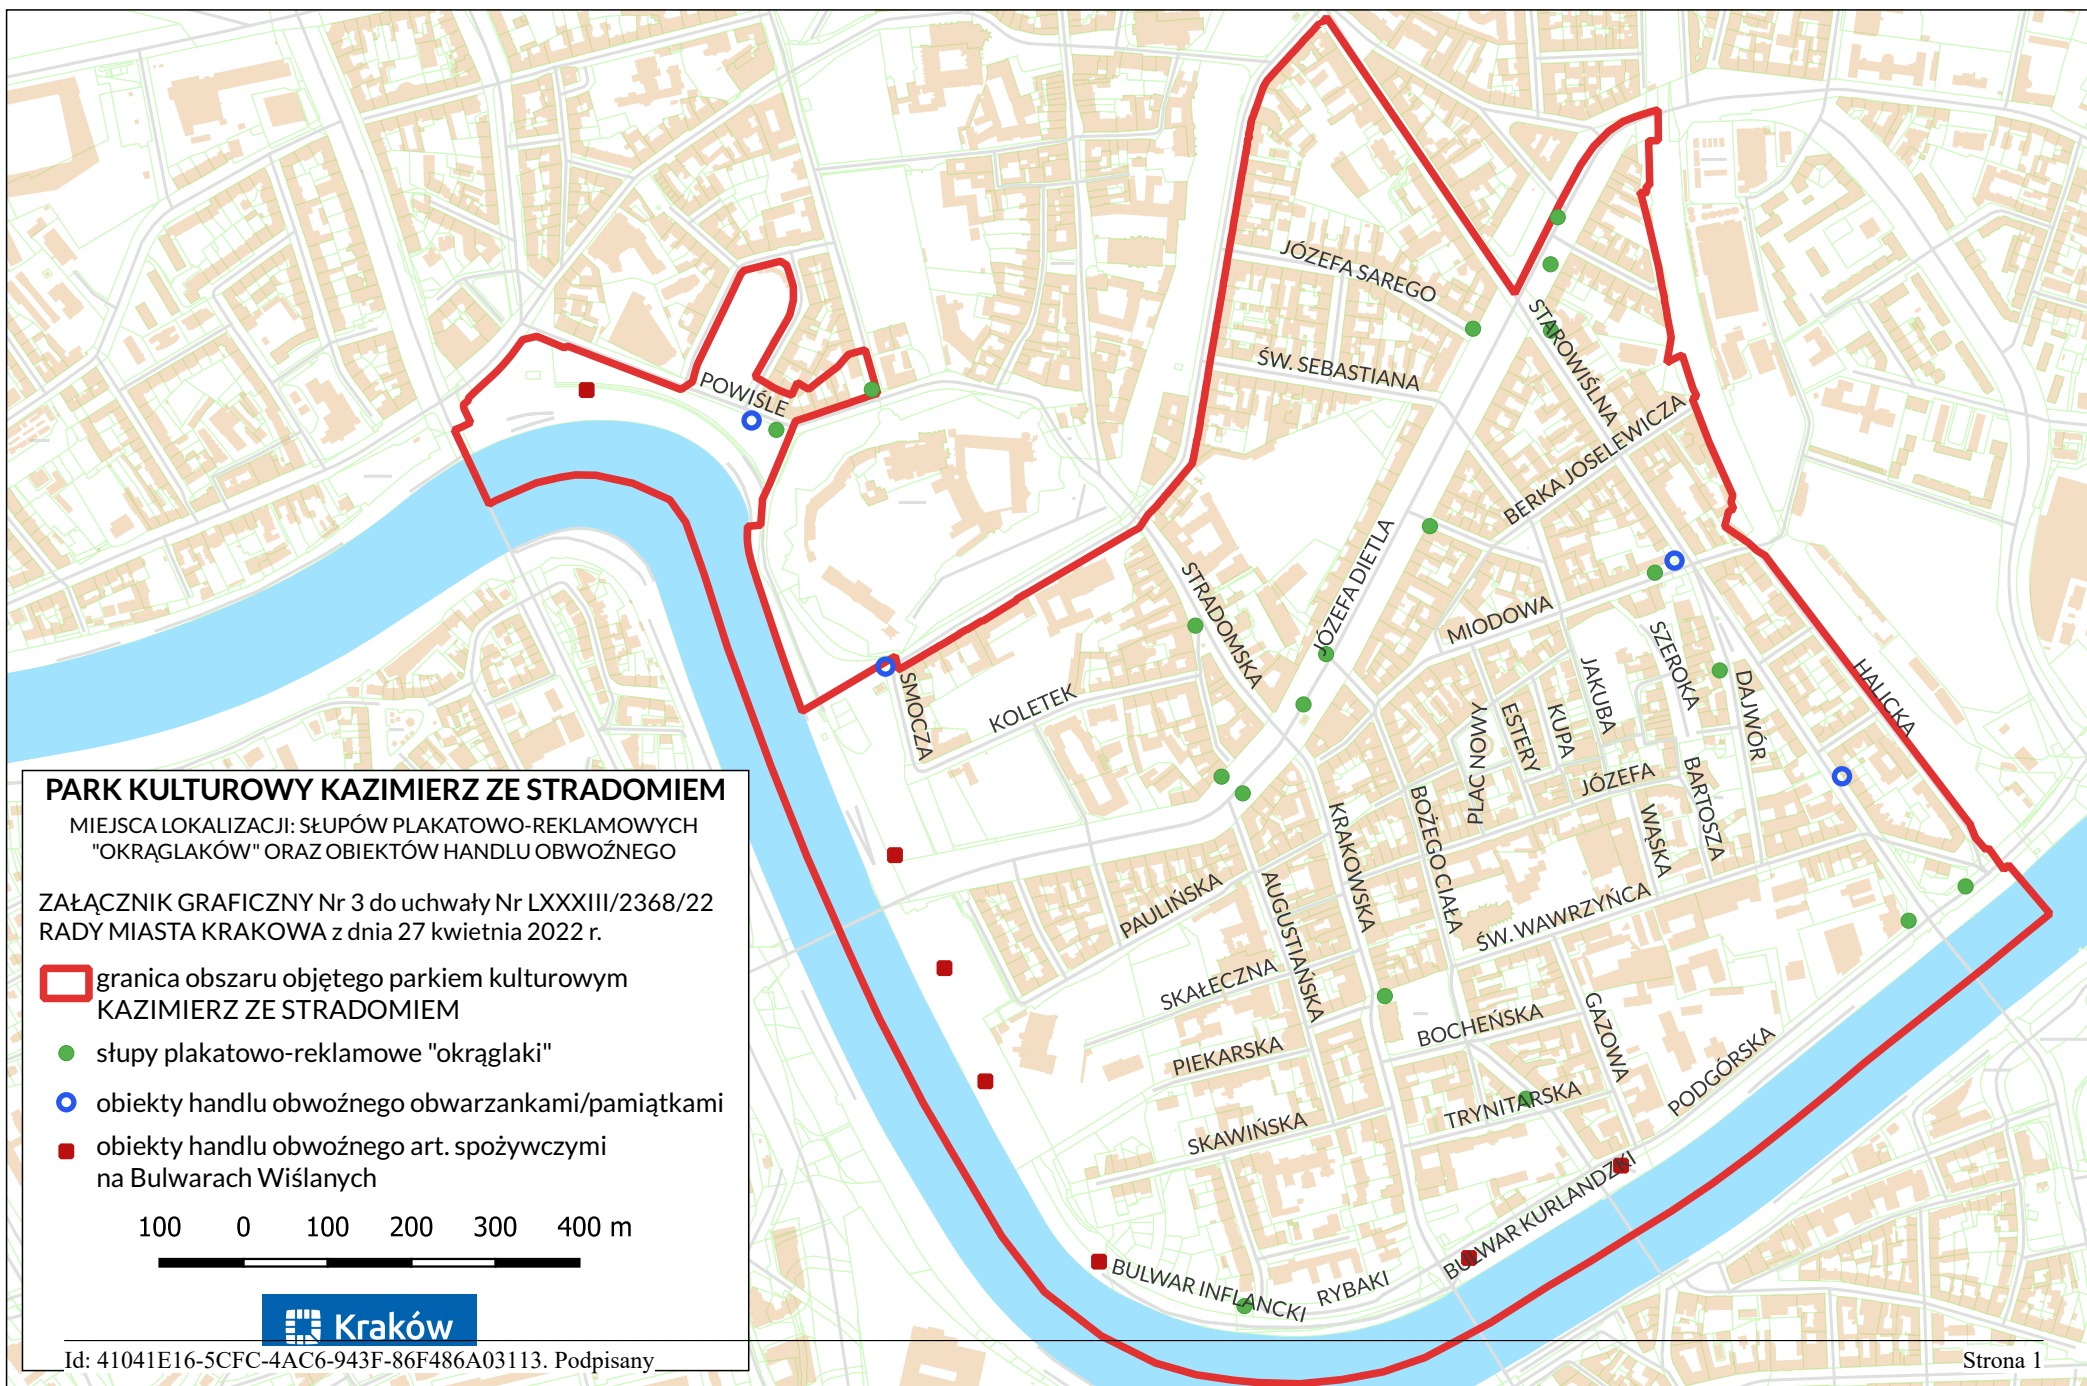 JÓZEFA SAREGO
ŚW. SEBASTIANA
STAROWIŚLNA
POWIŚLE
BERKA JOSELEWICZA
JÓZEFA DIETLA
STRADOMSKA
MIODOWA
SZEROKA
JAKUBA
DAJWÓR
HALICKA
SMOCZA
KOLETEK
PLAC NOWY
ESTERY
KUPA
JÓZEFA
BARTOSZA
WĄSKA
BOŻEGO CIAŁA
KRAKOWSKA
AUGUSTIAŃSKA
PAULIŃSKA
ŚW. WAWRZYŃCA
SKAŁECZNA
BOCHEŃSKA
GAZOWA
PIEKARSKA
PODGÓRSKA
TRYNITARSKA
SKAWIŃSKA
BULWAR KURLANDZKI
BULWAR INFLANCKI
RYBAKI
PARK KULTUROWY KAZIMIERZ ZE STRADOMIEM
MIEJSCA LOKALIZACJI: SŁUPÓW PLAKATOWO-REKLAMOWYCH
"OKRĄGLAKÓW" ORAZ OBIEKTÓW HANDLU OBWOŹNEGO
ZAŁĄCZNIK GRAFICZNY Nr 3 do uchwały Nr LXXXIII/2368/22
RADY MIASTA KRAKOWA z dnia 27 kwietnia 2022 r.
granica obszaru objętego parkiem kulturowym
KAZIMIERZ ZE STRADOMIEM
słupy plakatowo-reklamowe "okrąglaki"
obiekty handlu obwoźnego obwarzankami/pamiątkami
obiekty handlu obwoźnego art. spożywczymi
na Bulwarach Wiślanych
100 0 100 200 300 400 m
Kraków
Id: 41041E16-5CFC-4AC6-943F-86F486A03113. Podpisany
Strona 1